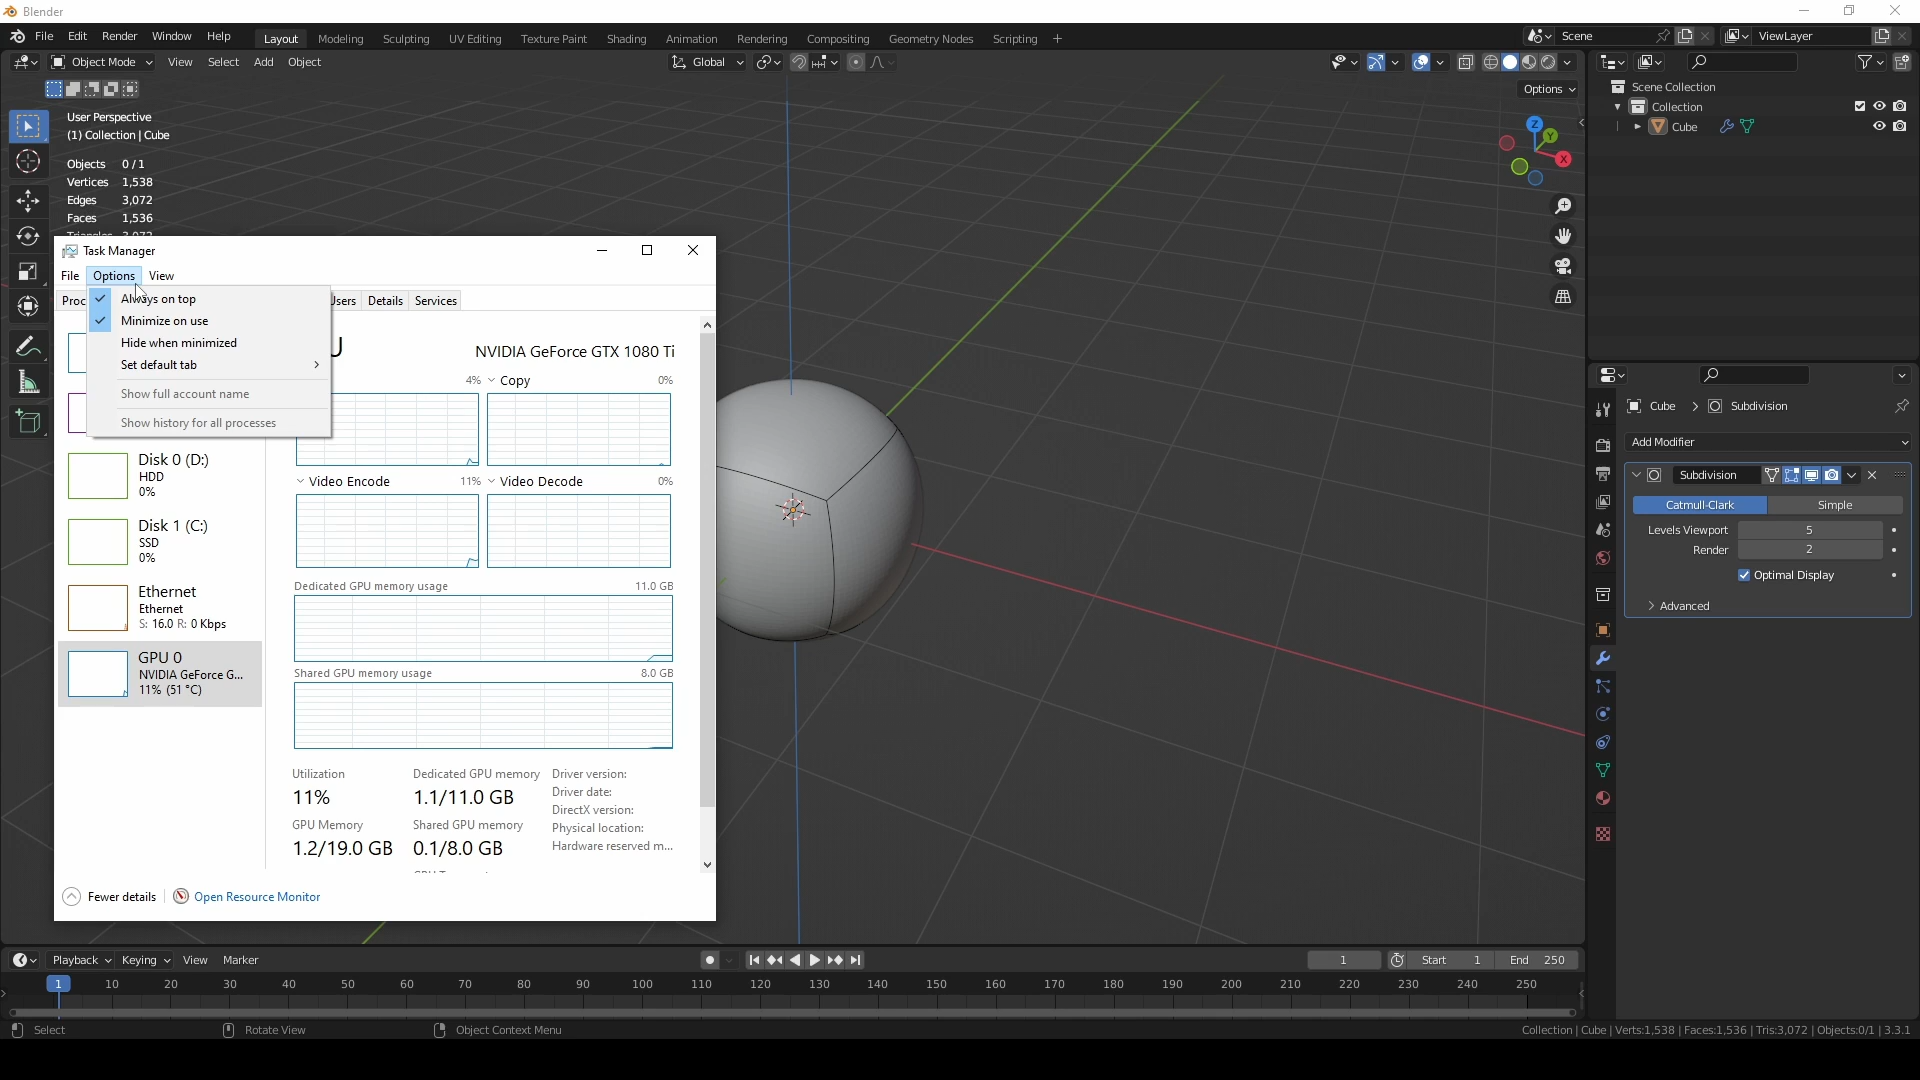 Blender
File Edit Render Window Help Layout Modeling Sculpting UV Editing Texture Paint Shading Animation Rendering Compositing Geometry Nodes Scripting + Scene ViewLayer
Object Mode View Select Add Object Global
Options
User Perspective
(1) Collection | Cube
Objects 0/1
Vertices 1,538
Edges 3,072
Faces 1,536
Triangles 3,072
Scene Collection
Collection
Cube
Z
Y
X
Task Manager
File Options View
Proc
Users Details Services
Always on top
Minimize on use
Hide when minimized
Set default tab
Show full account name
Show history for all processes
U
NVIDIA GeForce GTX 1080 Ti
4% Copy 0%
Video Encode 11% Video Decode 0%
Disk 0 (D:)
HDD
0%
Disk 1 (C:)
SSD
0%
Ethernet
Ethernet
S: 16.0 R: 0 Kbps
GPU 0
NVIDIA GeForce G...
11% (51 °C)
Dedicated GPU memory usage 11.0 GB
Shared GPU memory usage 8.0 GB
Utilization
11%
Dedicated GPU memory
1.1/11.0 GB
GPU Memory
1.2/19.0 GB
Shared GPU memory
0.1/8.0 GB
Driver version:
Driver date:
DirectX version:
Physical location:
Hardware reserved m...
Fewer details Open Resource Monitor
Cube Subdivision
Add Modifier
Subdivision
Catmull-Clark Simple
Levels Viewport 5
Render 2
Optimal Display
Advanced
Playback Keying View Marker 1 Start 1 End 250
1 10 20 30 40 50 60 70 80 90 100 110 120 130 140 150 160 170 180 190 200 210 220 230 240 250
Select Rotate View Object Context Menu
Collection | Cube | Verts:1,538 | Faces:1,536 | Tris:3,072 | Objects:0/1 | 3.3.1